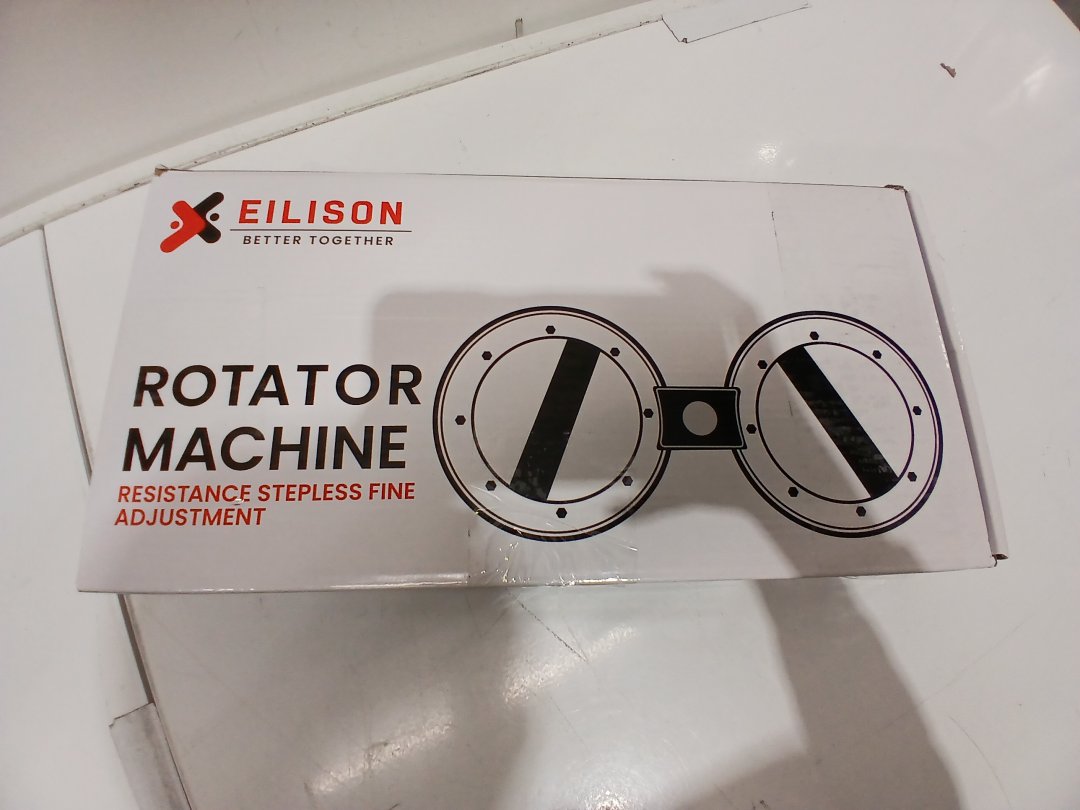 EILISON
BETTER TOGETHER
ROTATOR
MACHINE
RESISTANCE STEPLESS FINE
ADJUSTMENT